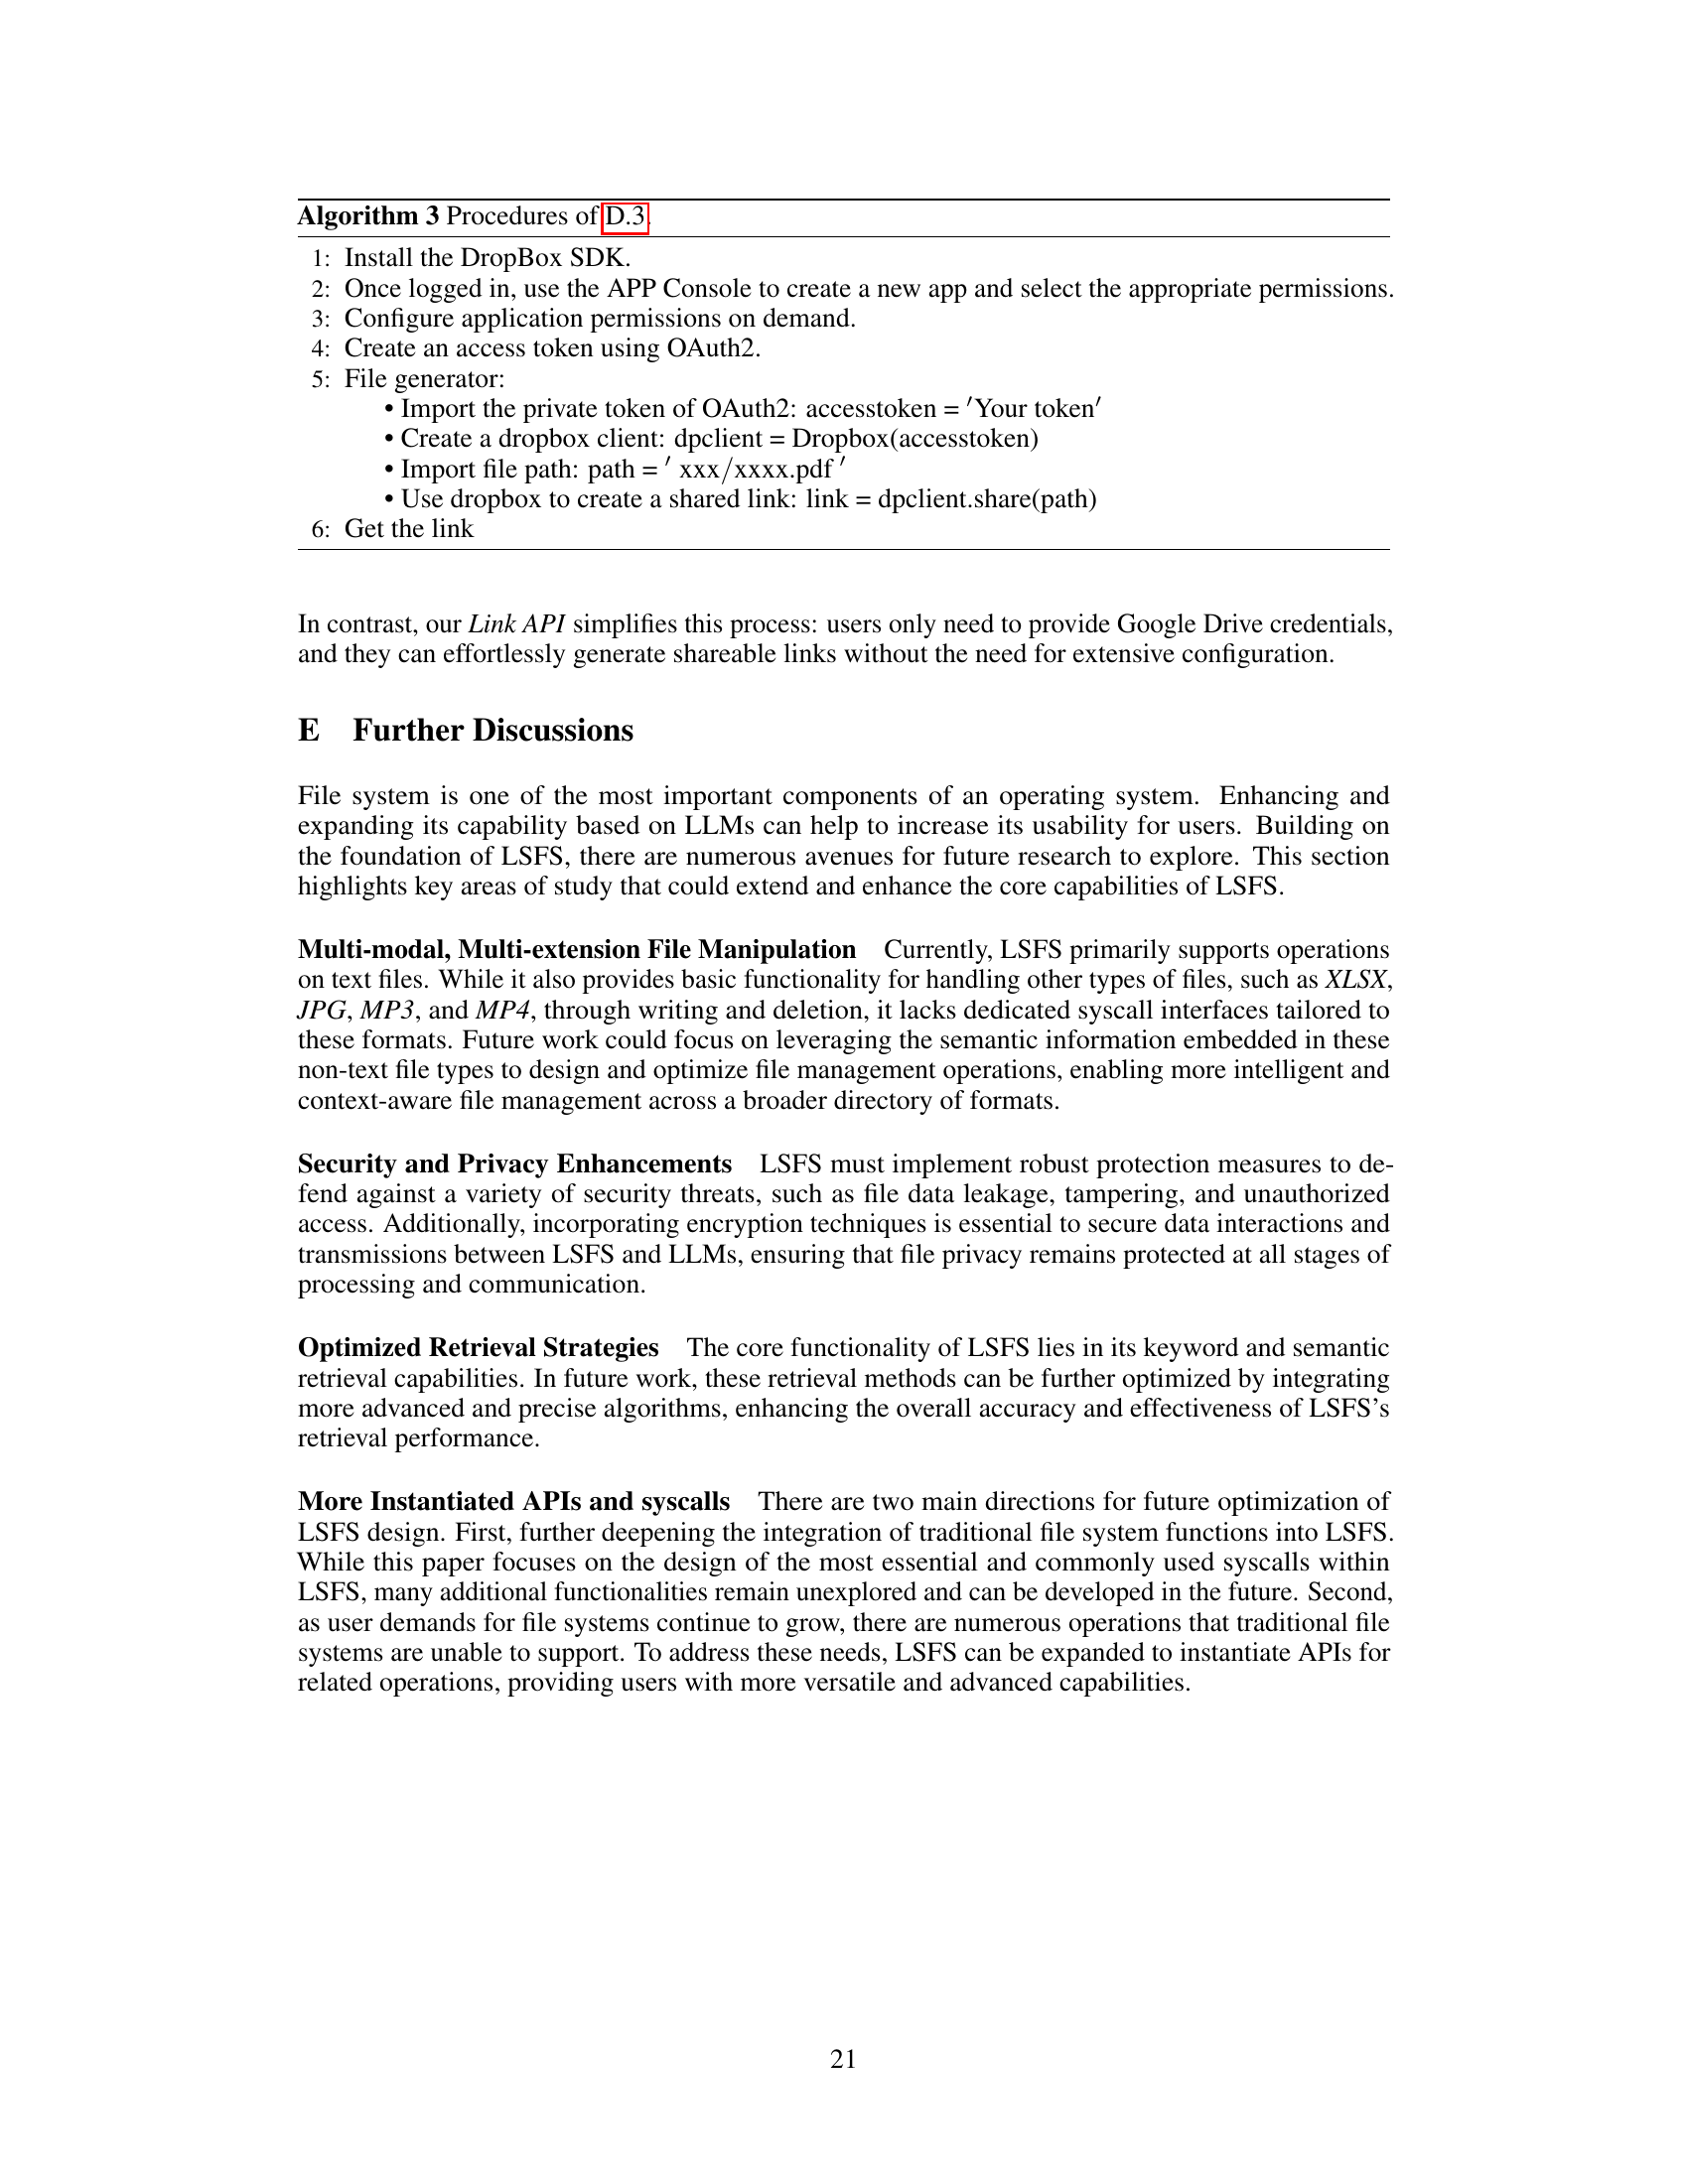 Algorithm 3 Procedures of D.3.
1: Install the DropBox SDK.
2: Once logged in, use the APP Console to create a new app and select the appropriate permissions.
3: Configure application permissions on demand.
4: Create an access token using OAuth2.
5: File generator:
• Import the private token of OAuth2: accesstoken = ′Your token′
• Create a dropbox client: dpclient = Dropbox(accesstoken)
• Import file path: path = ′ xxx/xxxx.pdf ′
• Use dropbox to create a shared link: link = dpclient.share(path)
6: Get the link
In contrast, our Link API simplifies this process: users only need to provide Google Drive credentials,
and they can effortlessly generate shareable links without the need for extensive configuration.
E Further Discussions
File system is one of the most important components of an operating system. Enhancing and
expanding its capability based on LLMs can help to increase its usability for users. Building on
the foundation of LSFS, there are numerous avenues for future research to explore. This section
highlights key areas of study that could extend and enhance the core capabilities of LSFS.
Multi-modal, Multi-extension File Manipulation Currently, LSFS primarily supports operations
on text files. While it also provides basic functionality for handling other types of files, such as XLSX,
JPG, MP3, and MP4, through writing and deletion, it lacks dedicated syscall interfaces tailored to
these formats. Future work could focus on leveraging the semantic information embedded in these
non-text file types to design and optimize file management operations, enabling more intelligent and
context-aware file management across a broader directory of formats.
Security and Privacy Enhancements LSFS must implement robust protection measures to de-
fend against a variety of security threats, such as file data leakage, tampering, and unauthorized
access. Additionally, incorporating encryption techniques is essential to secure data interactions and
transmissions between LSFS and LLMs, ensuring that file privacy remains protected at all stages of
processing and communication.
Optimized Retrieval Strategies The core functionality of LSFS lies in its keyword and semantic
retrieval capabilities. In future work, these retrieval methods can be further optimized by integrating
more advanced and precise algorithms, enhancing the overall accuracy and effectiveness of LSFS's
retrieval performance.
More Instantiated APIs and syscalls There are two main directions for future optimization of
LSFS design. First, further deepening the integration of traditional file system functions into LSFS.
While this paper focuses on the design of the most essential and commonly used syscalls within
LSFS, many additional functionalities remain unexplored and can be developed in the future. Second,
as user demands for file systems continue to grow, there are numerous operations that traditional file
systems are unable to support. To address these needs, LSFS can be expanded to instantiate APIs for
related operations, providing users with more versatile and advanced capabilities.
21